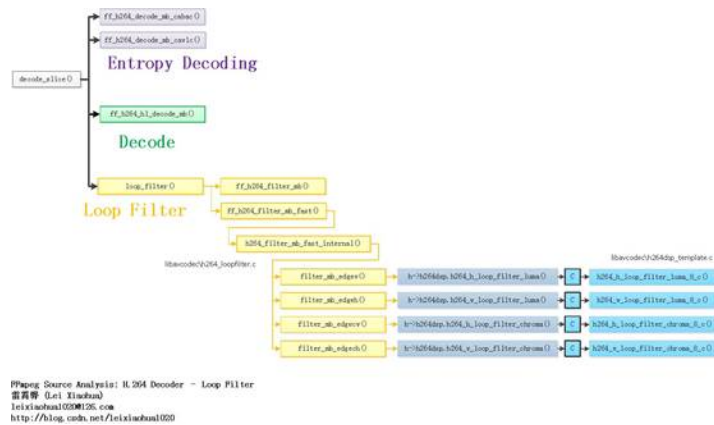 ff_h264_decode_mb_cabac()
ff_h264_decode_mb_cavlc()
Entropy Decoding
decode_slice()
ff_h264_hl_decode_mb()
Decode
loop_filter()
ff_h264_filter_mb()
Loop Filter
ff_h264_filter_mb_fast()
h264_filter_mb_fast_internal()
libavcodec\h264_loopfilter.c
libavcodec\h264dsp_template.c
filter_mb_edgev()
h->h264dsp.h264_h_loop_filter_luma()
C
h264_h_loop_filter_luma_8_c()
filter_mb_edgeh()
h->h264dsp.h264_v_loop_filter_luma()
C
h264_v_loop_filter_luma_8_c()
filter_mb_edgecv()
h->h264dsp.h264_h_loop_filter_chroma()
C
h264_h_loop_filter_chroma_8_c()
filter_mb_edgech()
h->h264dsp.h264_v_loop_filter_chroma()
C
h264_v_loop_filter_chroma_8_c()
FFmpeg Source Analysis: H.264 Decoder - Loop Filter
雷霄骅 (Lei Xiaohua)
leixiaohua1020@126.com
http://blog.csdn.net/leixiaohua1020